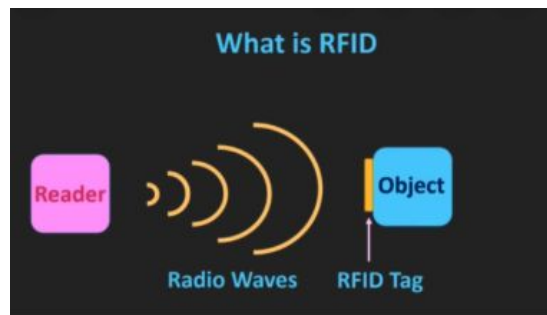 What is RFID
Reader
Object
Radio Waves
RFID Tag